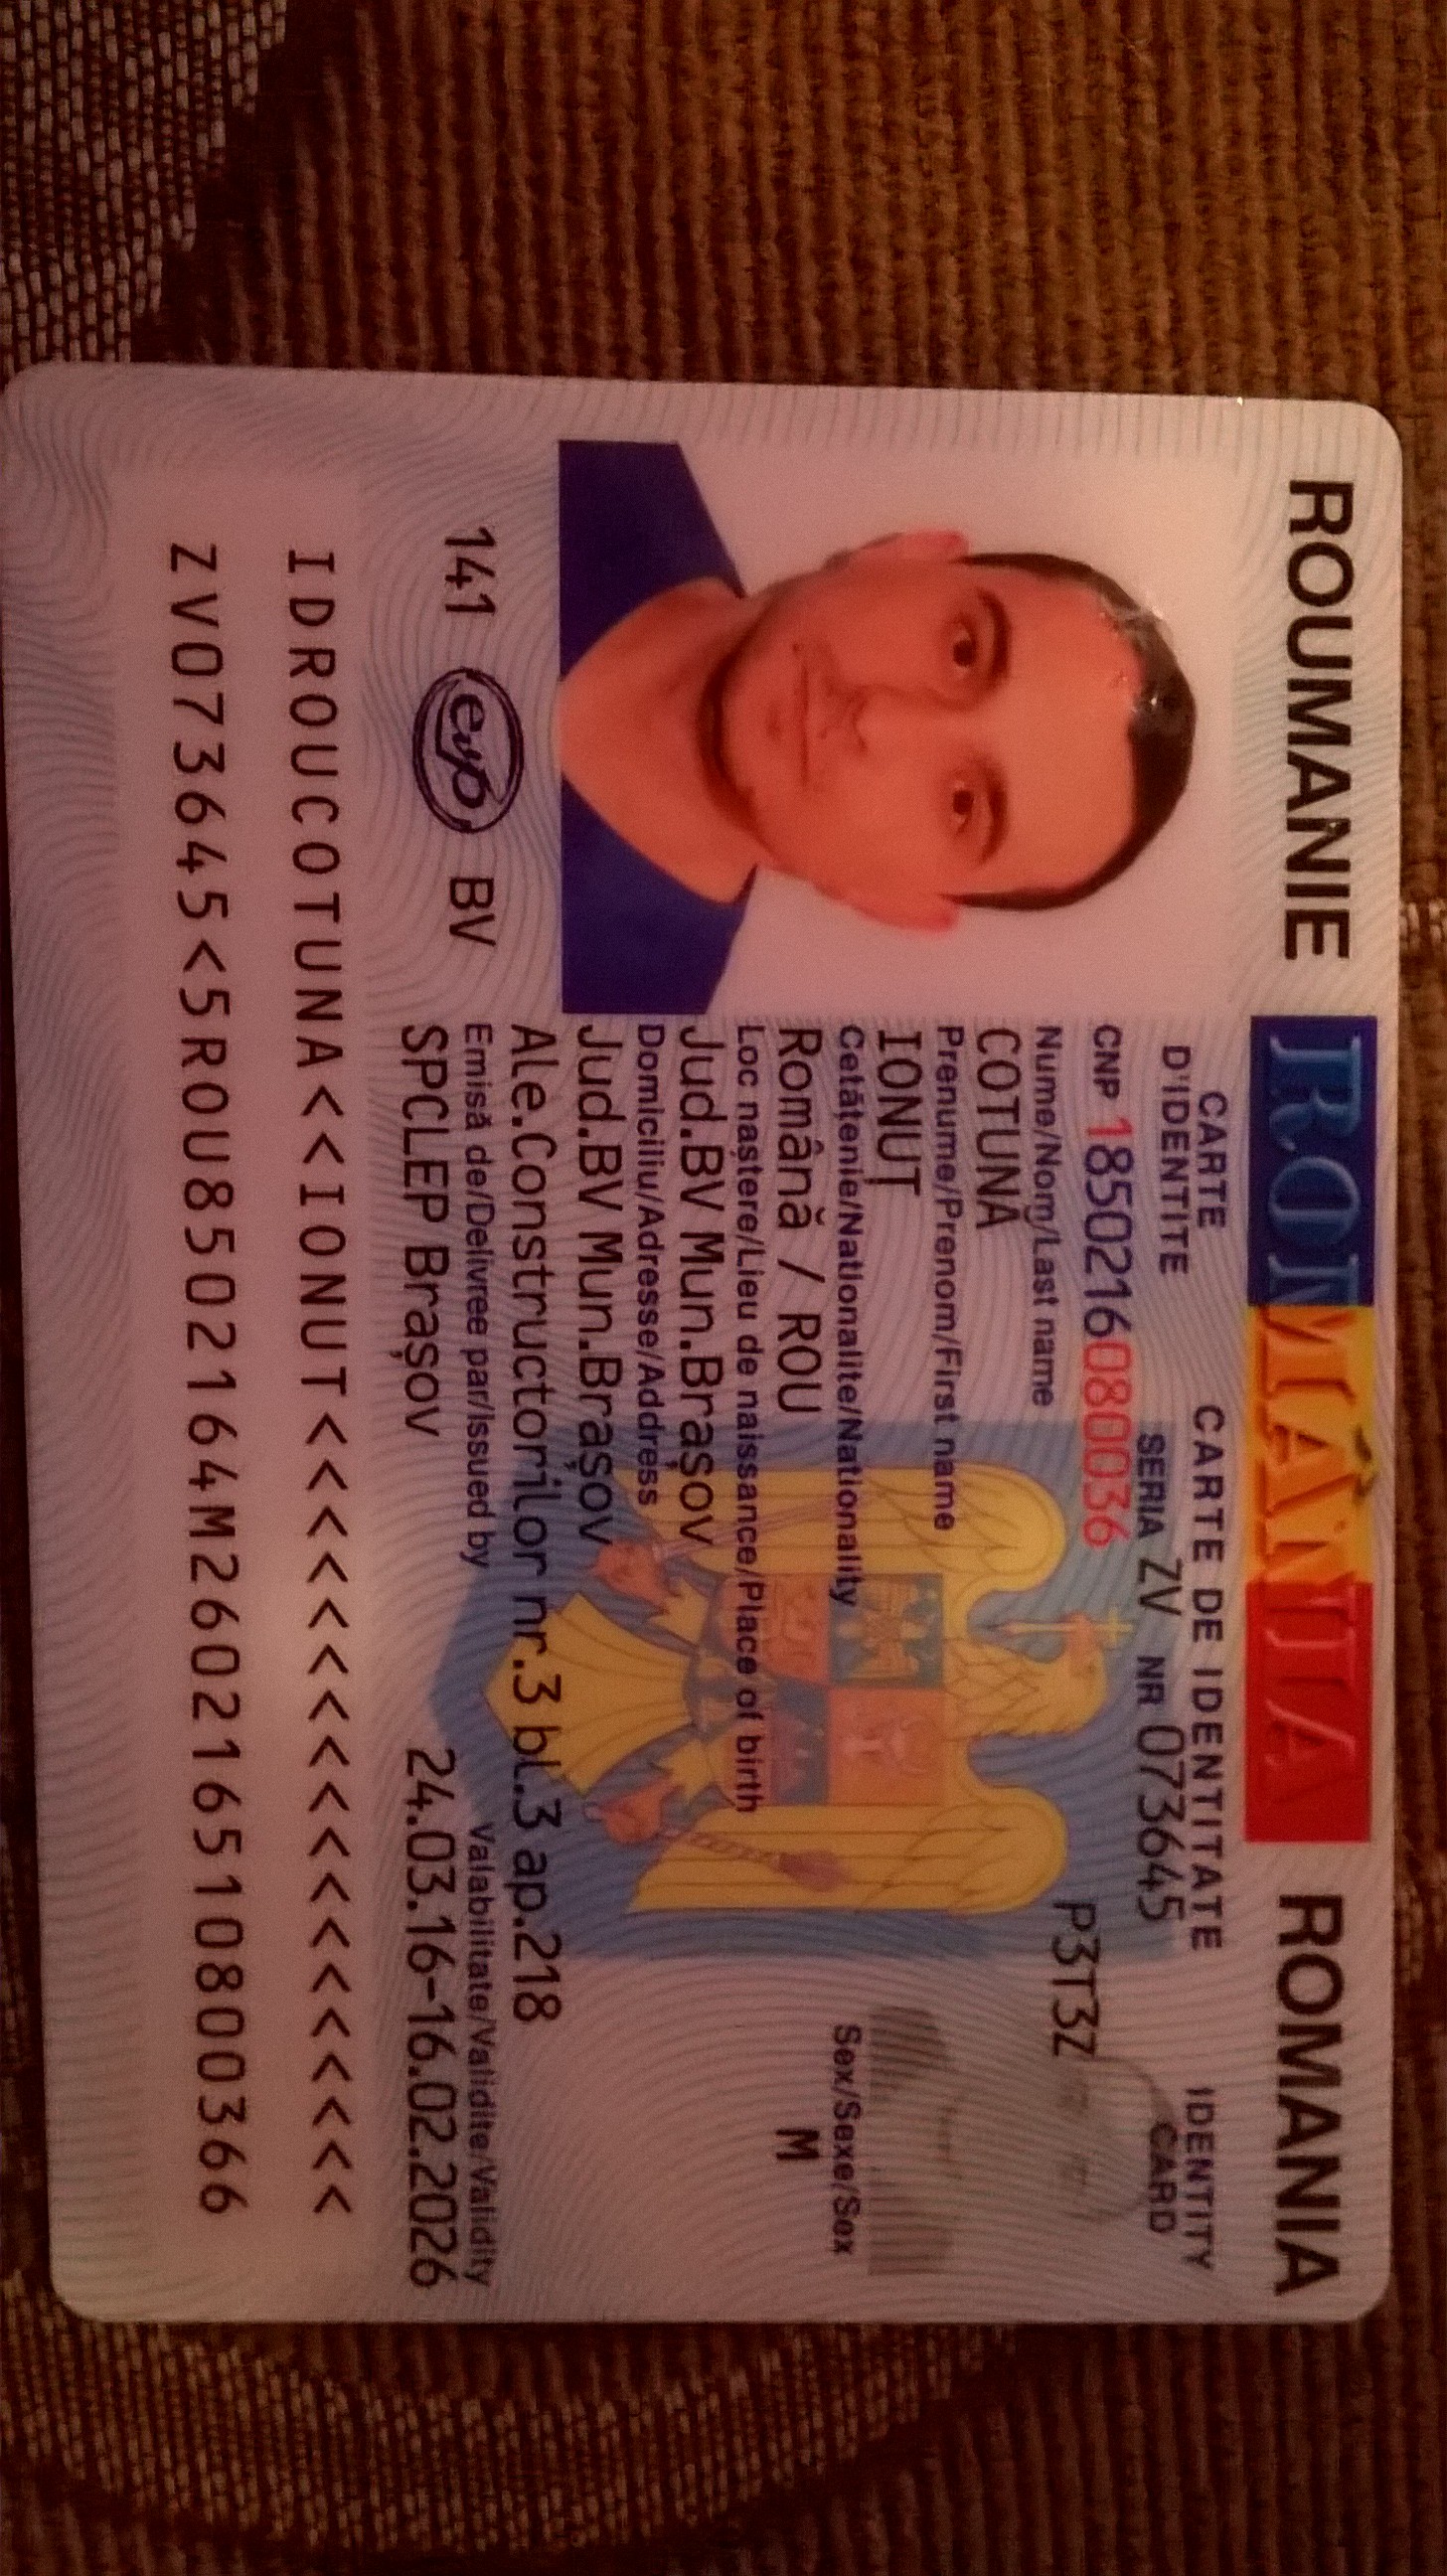 ROUMANIE ROMÂNIA ROMANIA
CARTE D'IDENTITE
CARTE DE IDENTITATE
IDENTITY CARD
SERIA ZV NR 073645
CNP 1850216080036
P3T3Z
Nume/Nom/Last name
COTUNĂ
Prenume/Prenom/First name
IONUȚ
Cetățenie/Nationalite/Nationality
Română / ROU
Sex/Sexe/Sex
M
Loc naștere/Lieu de naissance/Place of birth
Jud.BV Mun.Brașov
Domiciliu/Adresse/Address
Jud.BV Mun.Brașov
Ale.Constructorilor nr.3 bl.3 ap.218
Emisă de/Delivree par/Issued by
Valabilitate/Validite/Validity
SPCLEP Brașov
24.03.16-16.02.2026
141 evp BV
IDROUCOTUNA<<IONUT<<<<<<<<<<<<<<<<<<
ZV073645<5ROU8502164M260216510800366